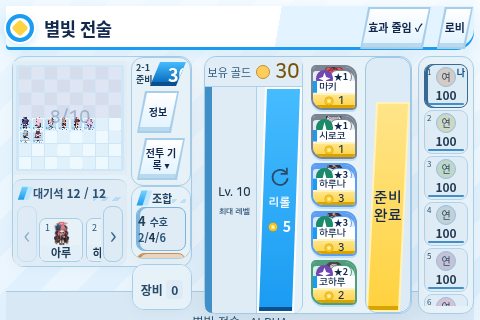 별빛 전술
효과 줄임 ✓
로비
8/10
2-1
준비
3
정보
전투 기
록 ▾
대기석 12 / 12
1
아루
2
히
조합
4 수호
2/4/6
장비 0
보유 골드 30
Lv. 10
최대 레벨
리롤
5
★1
마키
1
★1
시로코
1
★3
하루나
3
★3
하루나
3
★2
코하루
2
준비
완료
1 여 나
100
2 연
100
3 연
100
4 연
100
5 연
100
6